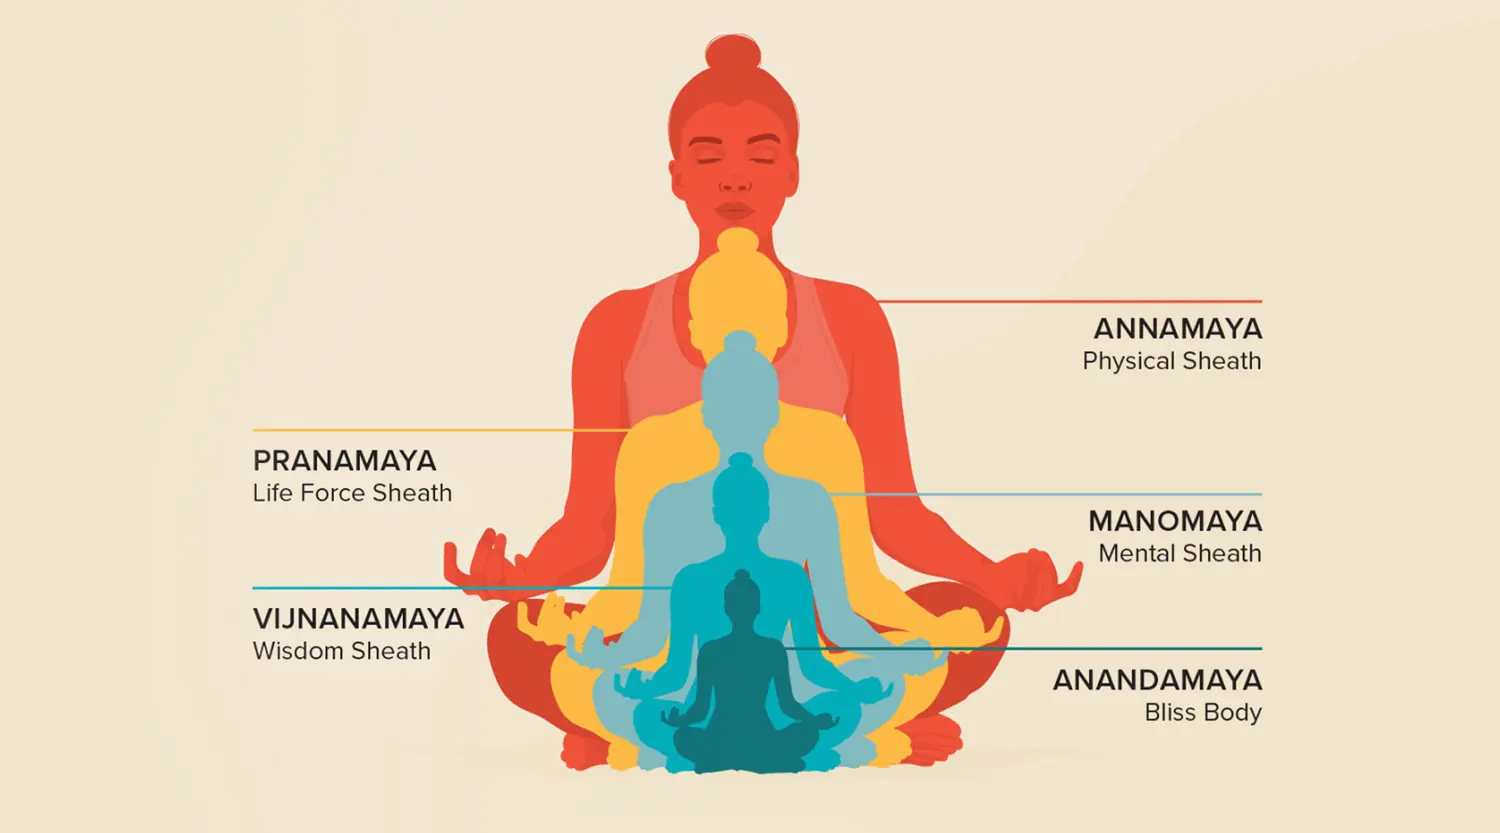 ANNAMAYA
Physical Sheath
PRANAMAYA
Life Force Sheath
MANOMAYA
Mental Sheath
VIJNANAMAYA
Wisdom Sheath
ANANDAMAYA
Bliss Body